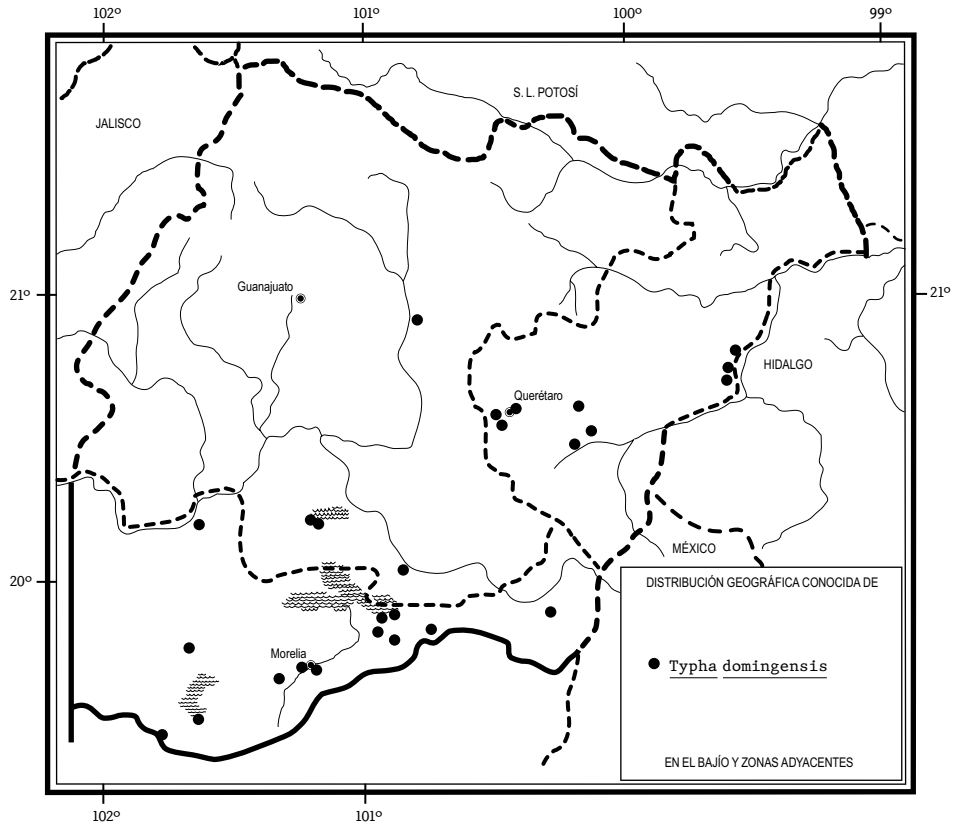 102º 101º 100º 99º
S. L. POTOSÍ
JALISCO
Guanajuato
21º 21º
HIDALGO
Querétaro
MÉXICO
20º
DISTRIBUCIÓN GEOGRÁFICA CONOCIDA DE
Morelia
Typha domingensis
EN EL BAJÍO Y ZONAS ADYACENTES
102º 101º